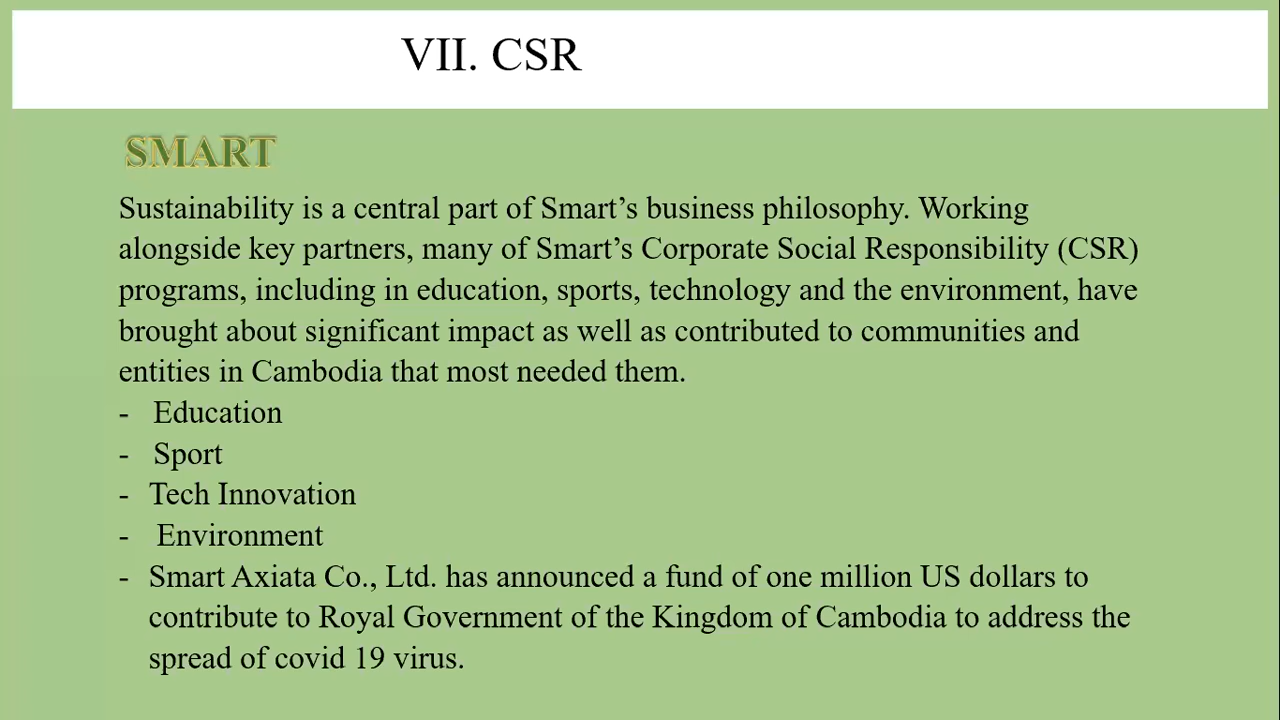 VII. CSR
SMART
Sustainability is a central part of Smart’s business philosophy. Working
alongside key partners, many of Smart’s Corporate Social Responsibility (CSR)
programs, including in education, sports, technology and the environment, have
brought about significant impact as well as contributed to communities and
entities in Cambodia that most needed them.
- Education
- Sport
- Tech Innovation
- Environment
- Smart Axiata Co., Ltd. has announced a fund of one million US dollars to
contribute to Royal Government of the Kingdom of Cambodia to address the
spread of covid 19 virus.